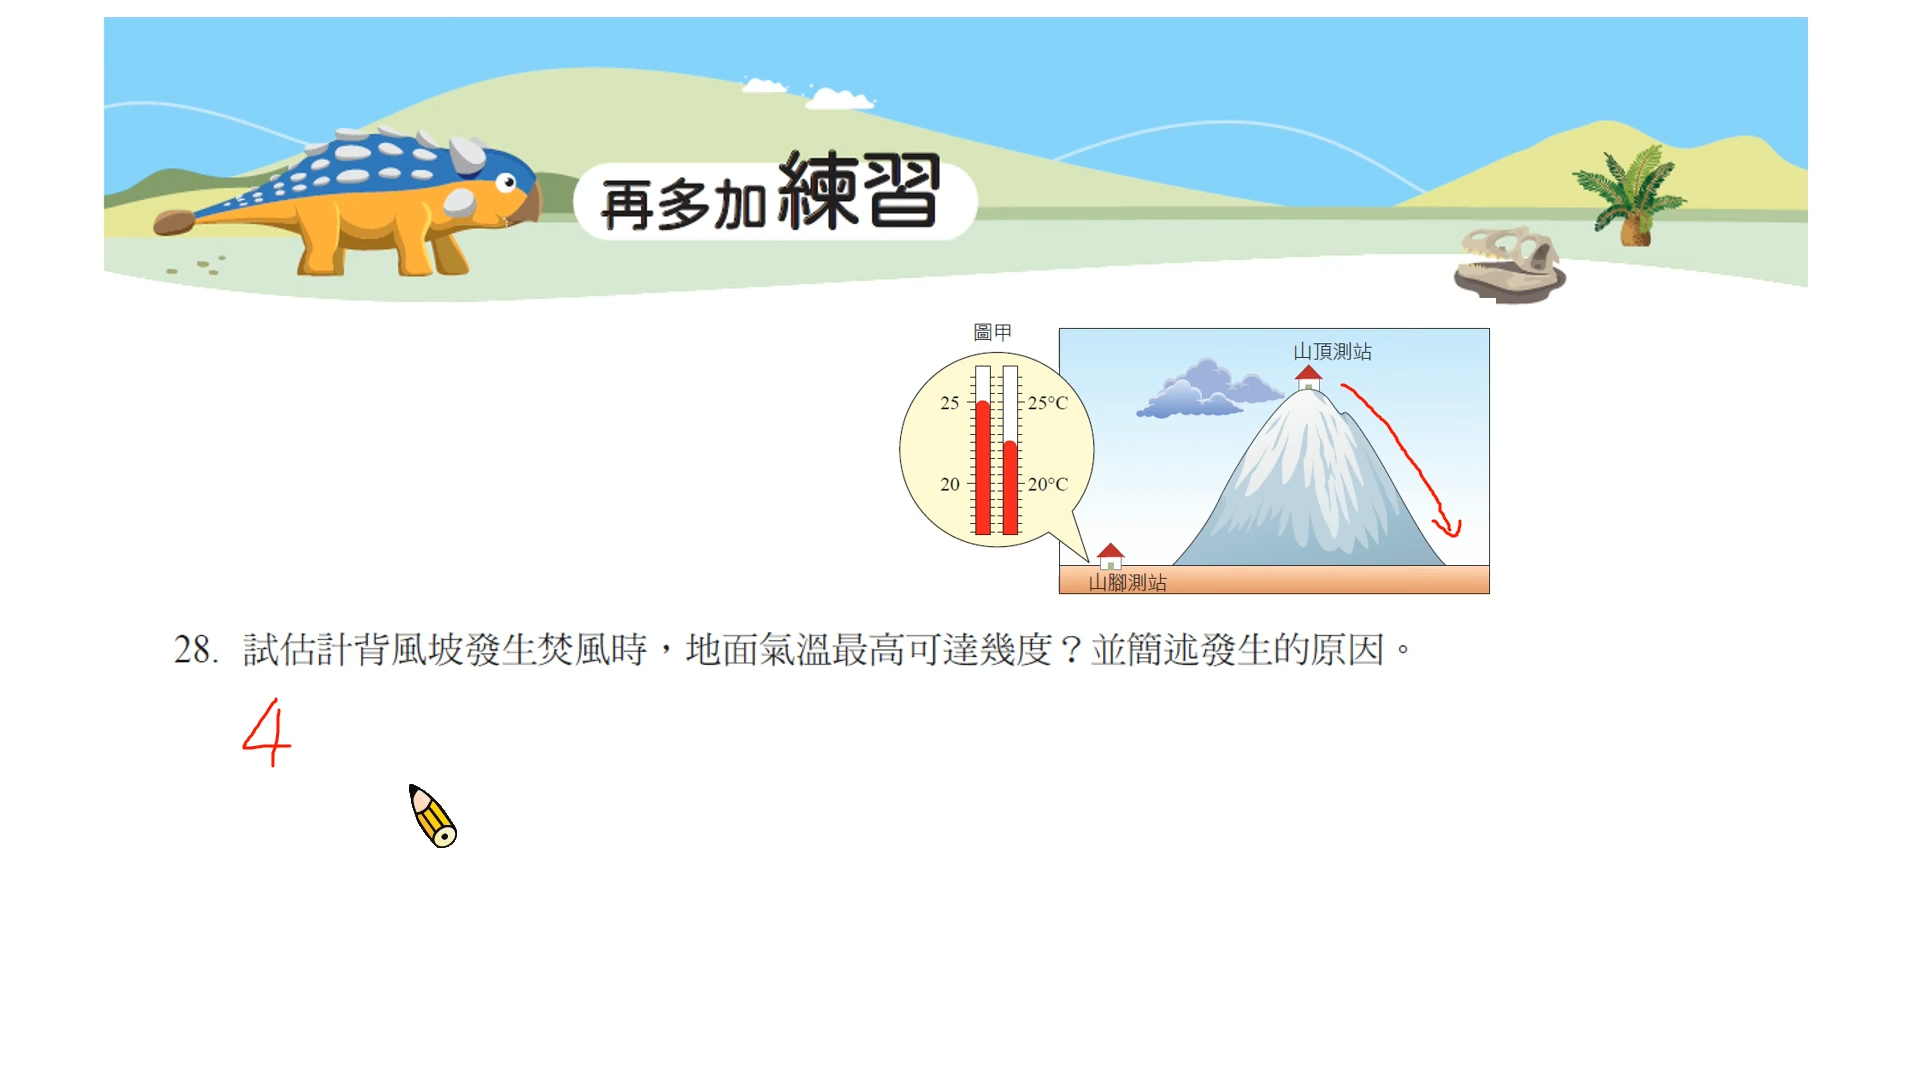 再多加練習
圖甲
山頂測站
25 25°C
20 20°C
山腳測站
28. 試估計背風坡發生焚風時，地面氣溫最高可達幾度？並簡述發生的原因。
4